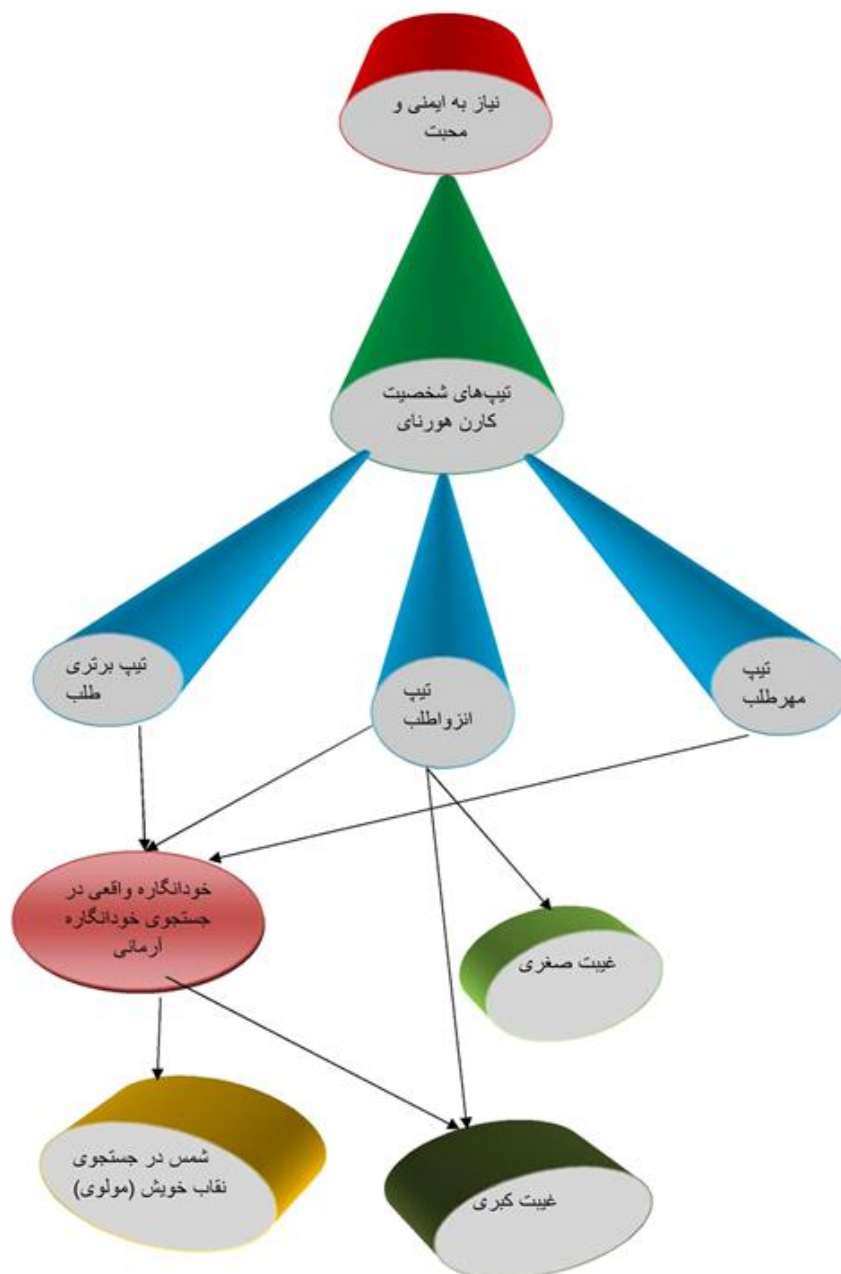 نیاز به ایمنی و
محبت
تیپ‌های شخصیت
کارن هورنای
تیپ برتری
طلب
تیپ
انزواطلب
تیپ
مهرطلب
خودانگاره واقعی در
جستجوی خودانگاره
آرمانی
غیبت صغری
شمس در جستجوی
نقاب خویش (مولوی)
غیبت کبری